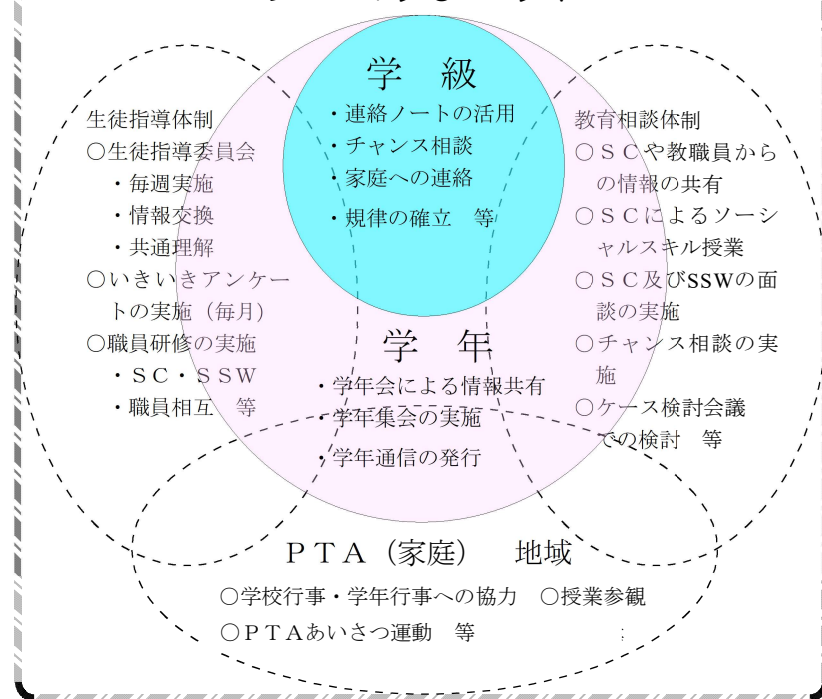 学　級
・連絡ノートの活用
・チャンス相談
・家庭への連絡
・規律の確立　等
生徒指導体制
○生徒指導委員会
・毎週実施
・情報交換
・共通理解
○いきいきアンケー
トの実施（毎月）
○職員研修の実施
・ＳＣ・ＳＳＷ
・職員相互　等
教育相談体制
○ＳＣや教職員から
の情報の共有
○ＳＣによるソーシ
ャルスキル授業
○ＳＣ及びSSWの面
談の実施
○チャンス相談の実
施
○ケース検討会議
での検討　等
学　年
・学年会による情報共有
・学年集会の実施
・学年通信の発行
ＰＴＡ（家庭）　地域
○学校行事・学年行事への協力　○授業参観
○ＰＴＡあいさつ運動　等